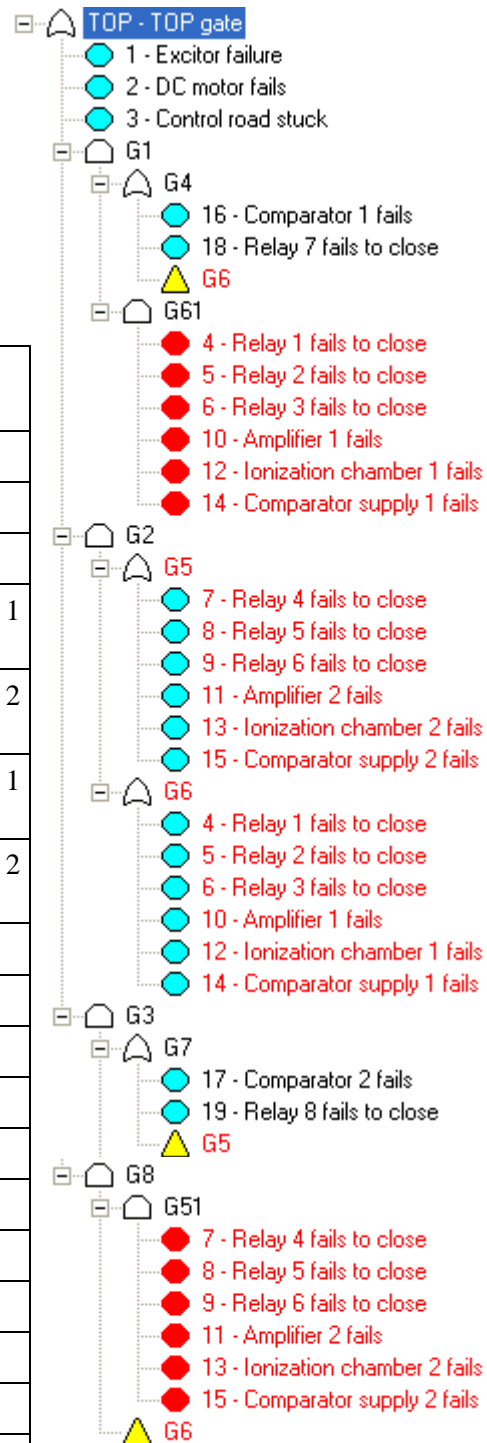 TOP - TOP gate
1 - Excitor failure
2 - DC motor fails
3 - Control road stuck
G1
G4
16 - Comparator 1 fails
18 - Relay 7 fails to close
G6
G61
4 - Relay 1 fails to close
5 - Relay 2 fails to close
6 - Relay 3 fails to close
10 - Amplifier 1 fails
12 - Ionization chamber 1 fails
14 - Comparator supply 1 fails
G2
G5
7 - Relay 4 fails to close
8 - Relay 5 fails to close
9 - Relay 6 fails to close
11 - Amplifier 2 fails
13 - Ionization chamber 2 fails
15 - Comparator supply 2 fails
G6
4 - Relay 1 fails to close
5 - Relay 2 fails to close
6 - Relay 3 fails to close
10 - Amplifier 1 fails
12 - Ionization chamber 1 fails
14 - Comparator supply 1 fails
G3
G7
17 - Comparator 2 fails
19 - Relay 8 fails to close
G5
G8
G51
7 - Relay 4 fails to close
8 - Relay 5 fails to close
9 - Relay 6 fails to close
11 - Amplifier 2 fails
13 - Ionization chamber 2 fails
15 - Comparator supply 2 fails
G6
1
2
1
2